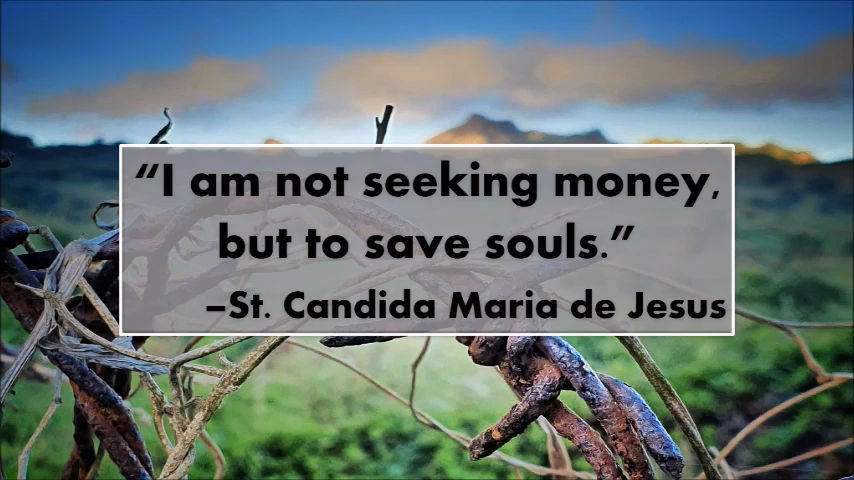 “I am not seeking money,
but to save souls.”
–St. Candida Maria de Jesus